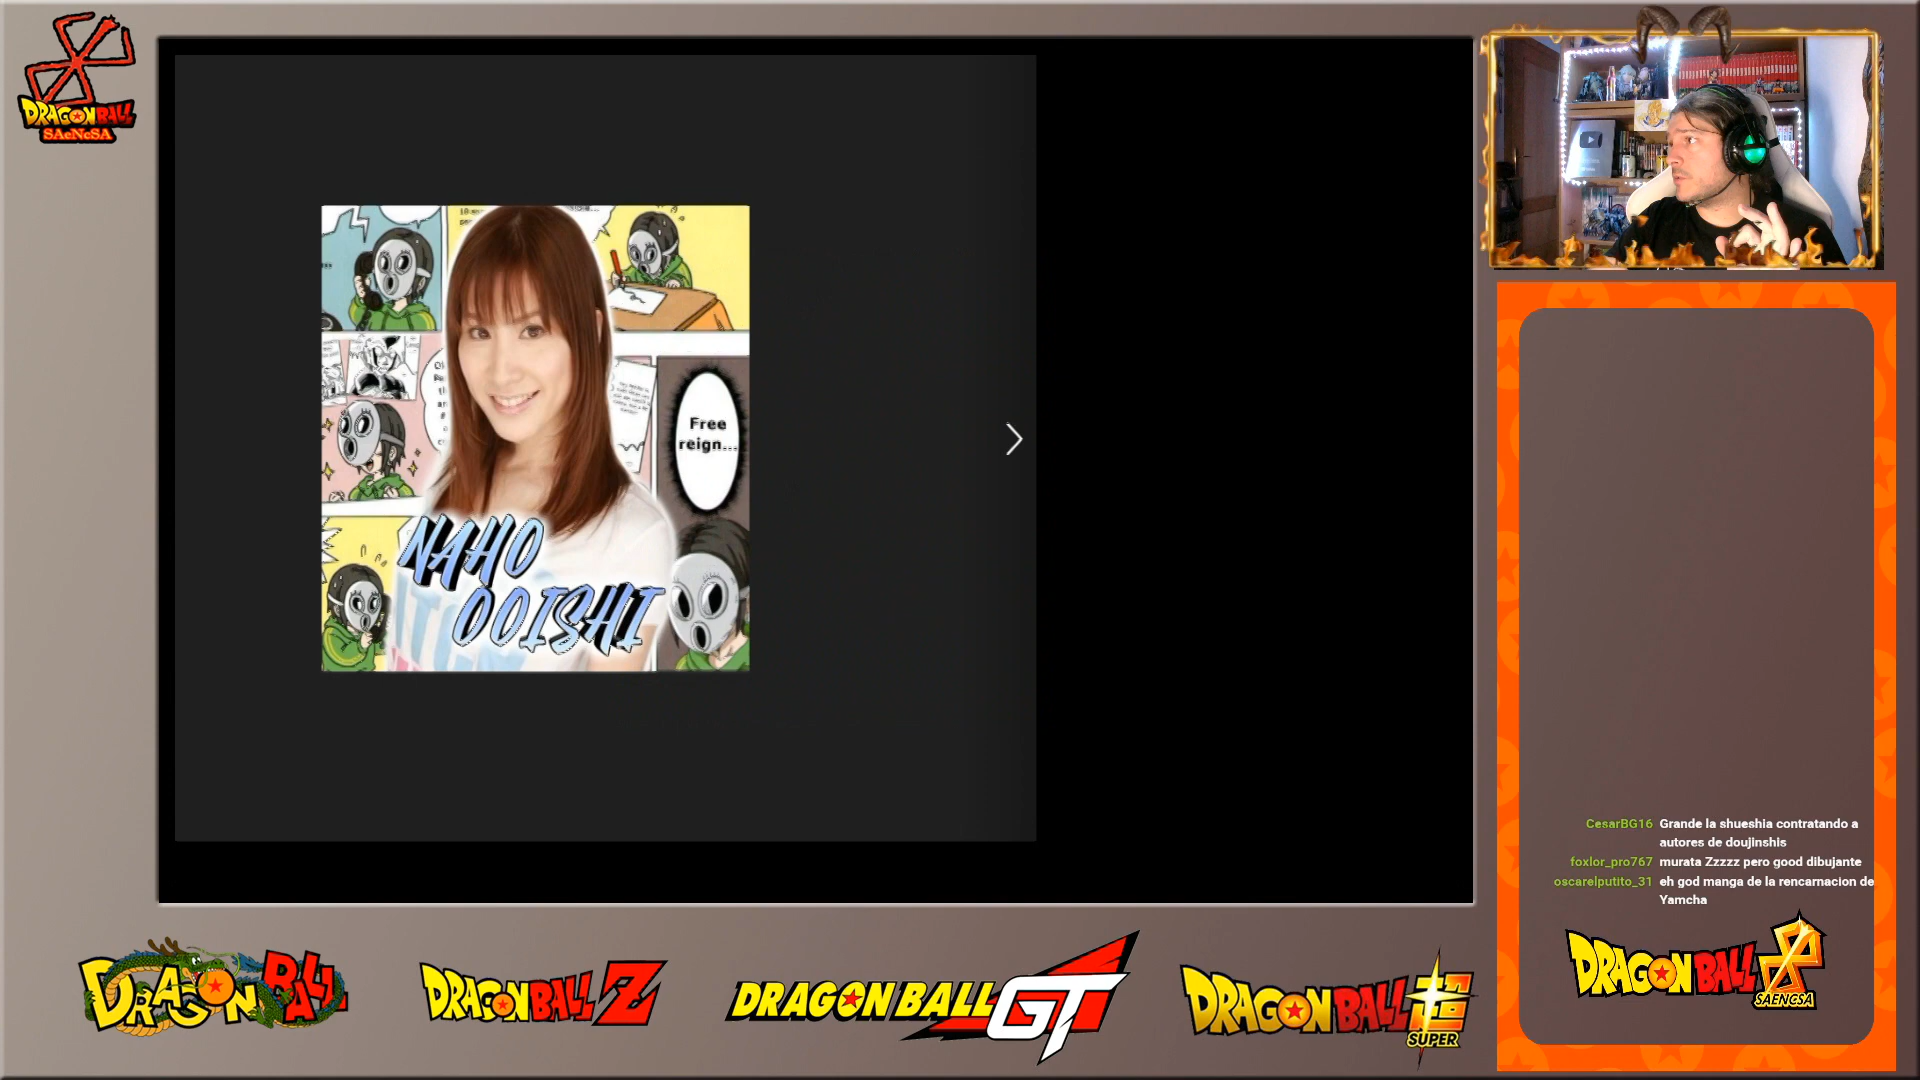 DRAGON BALL
SAeNcSA
Free
reign...
NAHO
OOISHI
CesarBG16 Grande la shueshia contratando a
autores de doujinshis
foxlor_pro767 murata Zzzzz pero good dibujante
oscarelputito_31 eh god manga de la rencarnacion de
Yamcha
DRAGON BALL
DRAGON BALL Z
DRAGON BALL GT
DRAGON BALL 超
SUPER
DRAGON BALL
SAENCSA